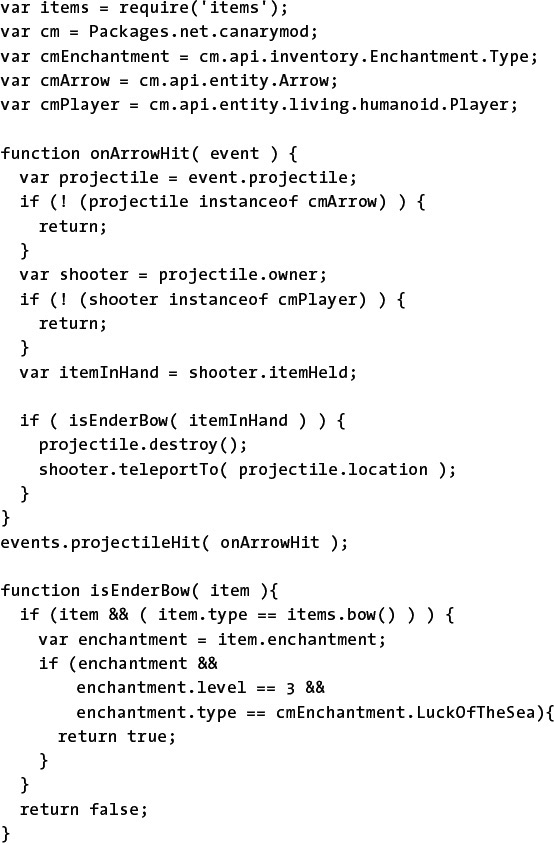 var items = require('items');
var cm = Packages.net.canarymod;
var cmEnchantment = cm.api.inventory.Enchantment.Type;
var cmArrow = cm.api.entity.Arrow;
var cmPlayer = cm.api.entity.living.humanoid.Player;

function onArrowHit( event ) {
  var projectile = event.projectile;
  if (! (projectile instanceof cmArrow) ) {
    return;
  }
  var shooter = projectile.owner;
  if (! (shooter instanceof cmPlayer) ) {
    return;
  }
  var itemInHand = shooter.itemHeld;

  if ( isEnderBow( itemInHand ) ) {
    projectile.destroy();
    shooter.teleportTo( projectile.location );
  }
}
events.projectileHit( onArrowHit );

function isEnderBow( item ){
  if (item && ( item.type == items.bow() ) ) {
    var enchantment = item.enchantment;
    if (enchantment &&
        enchantment.level == 3 &&
        enchantment.type == cmEnchantment.LuckOfTheSea){
      return true;
    }
  }
  return false;
}